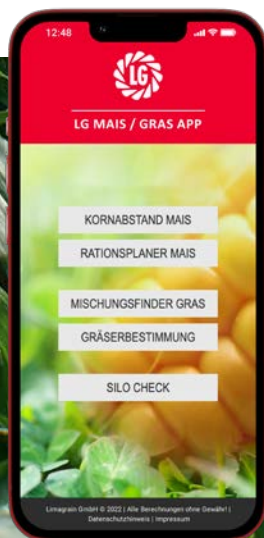 12:48
LG
LG MAIS / GRAS APP
KORNABSTAND MAIS
RATIONSPLANER MAIS
MISCHUNGSFINDER GRAS
GRÄSERBESTIMMUNG
SILO CHECK
Limagrain GmbH © 2022 | Alle Berechnungen ohne Gewähr! |
Datenschutzhinweis | Impressum